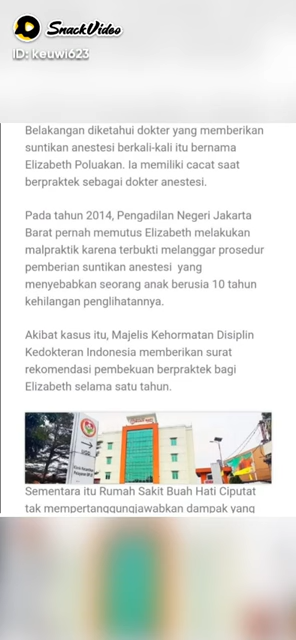 SnackVideo
ID: keuwi623
Belakangan diketahui dokter yang memberikan
suntikan anestesi berkali-kali itu bernama
Elizabeth Poluakan. Ia memiliki cacat saat
berpraktek sebagai dokter anestesi.
Pada tahun 2014, Pengadilan Negeri Jakarta
Barat pernah memutus Elizabeth melakukan
malpraktik karena terbukti melanggar prosedur
pemberian suntikan anestesi yang
menyebabkan seorang anak berusia 10 tahun
kehilangan penglihatannya.
Akibat kasus itu, Majelis Kehormatan Disiplin
Kedokteran Indonesia memberikan surat
rekomendasi pembekuan berpraktek bagi
Elizabeth selama satu tahun.
Sementara itu Rumah Sakit Buah Hati Ciputat
tak mempertanggungjawabkan dampak yang